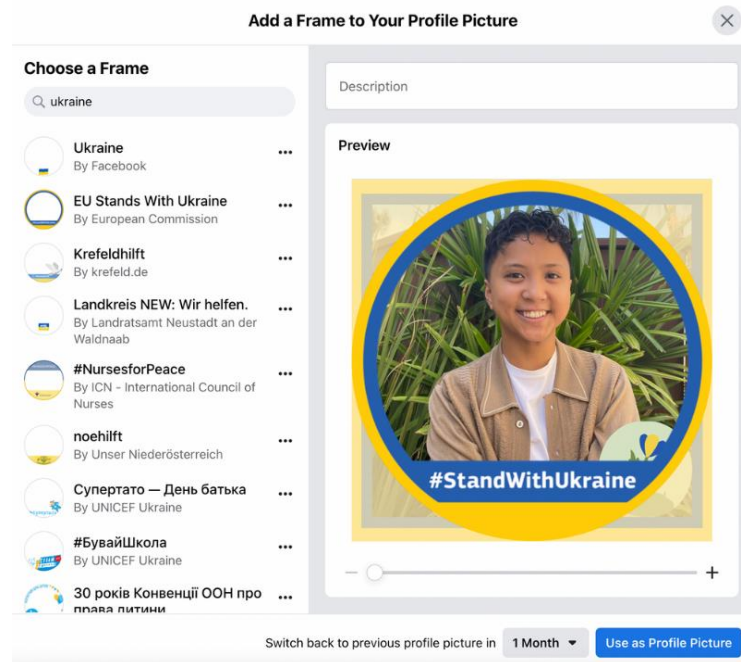 Add a Frame to Your Profile Picture
Choose a Frame
ukraine
Ukraine
By Facebook
EU Stands With Ukraine
By European Commission
Krefeldhilft
By krefeld.de
Landkreis NEW: Wir helfen.
By Landratsamt Neustadt an der
Waldnaab
#NursesforPeace
By ICN - International Council of
Nurses
noehilft
By Unser Niederösterreich
Супертато — День батька
By UNICEF Ukraine
#БувайШкола
By UNICEF Ukraine
30 років Конвенції ООН про
права дитини
Description
Preview
#StandWithUkraine
Switch back to previous profile picture in
1 Month
Use as Profile Picture